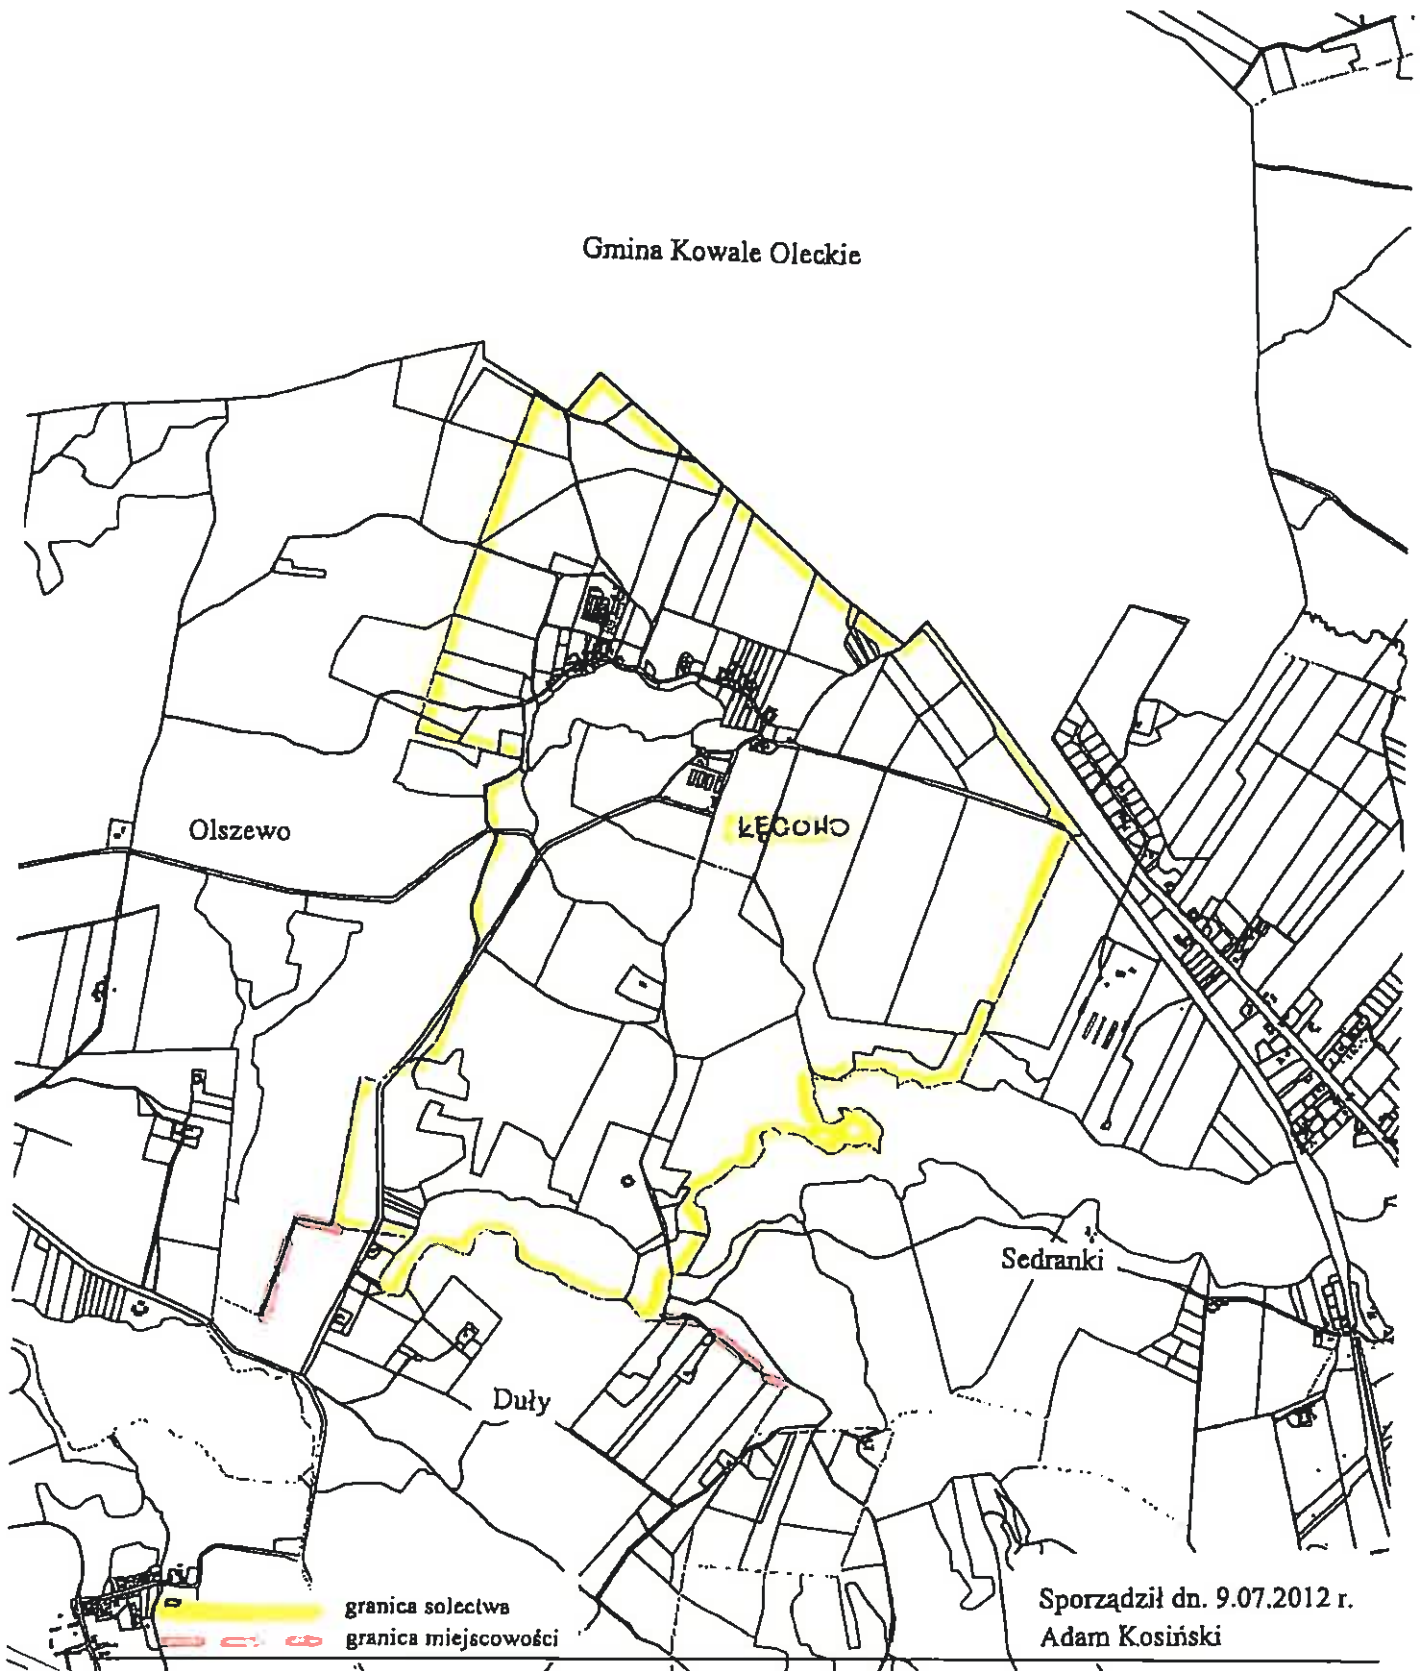 Gmina Kowale Oleckie
Olszewo
ŁĘGOWO
Sedranki
Duły
granica sołectwa
granica miejscowości
Sporządził dn. 9.07.2012 r.
Adam Kosiński